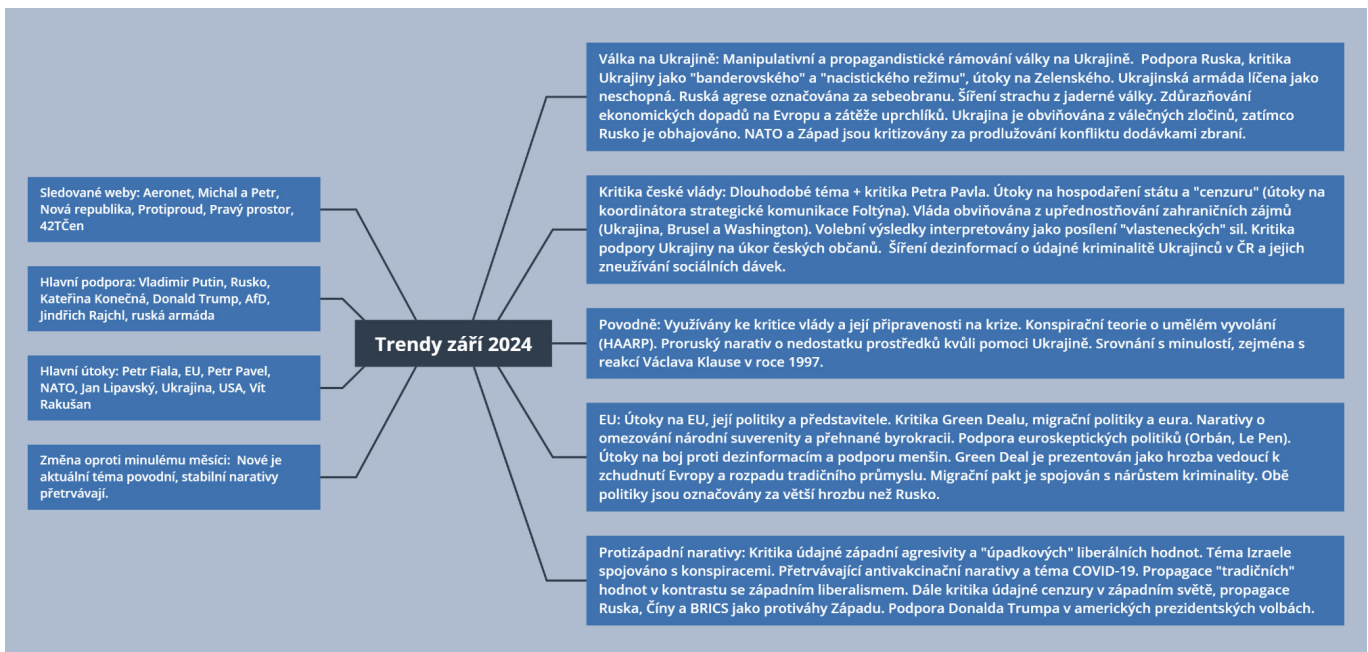 Trendy září 2024
Sledované weby: Aeronet, Michal a Petr,
Nová republika, Protiproud, Pravý prostor,
42TČen
Hlavní podpora: Vladimir Putin, Rusko,
Kateřina Konečná, Donald Trump, AfD,
Jindřich Rajchl, ruská armáda
Hlavní útoky: Petr Fiala, EU, Petr Pavel,
NATO, Jan Lipavský, Ukrajina, USA, Vít
Rakušan
Změna oproti minulému měsíci:  Nové je
aktuální téma povodní, stabilní narativy
přetrvávají.
Válka na Ukrajině: Manipulativní a propagandistické rámování války na Ukrajině.  Podpora Ruska, kritika
Ukrajiny jako "banderovského" a "nacistického režimu", útoky na Zelenského. Ukrajinská armáda líčena jako
neschopná. Ruská agrese označována za sebeobranu. Šíření strachu z jaderné války. Zdůrazňování
ekonomických dopadů na Evropu a zátěže uprchlíků. Ukrajina je obviňována z válečných zločinů, zatímco
Rusko je obhajováno. NATO a Západ jsou kritizovány za prodlužování konfliktu dodávkami zbraní.
Kritika české vlády: Dlouhodobé téma + kritika Petra Pavla. Útoky na hospodaření státu a "cenzuru" (útoky na
koordinátora strategické komunikace Foltýna). Vláda obviňována z upřednostňování zahraničních zájmů
(Ukrajina, Brusel a Washington). Volební výsledky interpretovány jako posílení "vlasteneckých" sil. Kritika
podpory Ukrajiny na úkor českých občanů.  Šíření dezinformací o údajné kriminalitě Ukrajinců v ČR a jejich
zneužívání sociálních dávek.
Povodně: Využívány ke kritice vlády a její připravenosti na krize. Konspirační teorie o umělém vyvolání
(HAARP). Proruský narativ o nedostatku prostředků kvůli pomoci Ukrajině. Srovnání s minulostí, zejména s
reakcí Václava Klause v roce 1997.
EU: Útoky na EU, její politiky a představitele. Kritika Green Dealu, migrační politiky a eura. Narativy o
omezování národní suverenity a přehnané byrokracii. Podpora euroskeptických politiků (Orbán, Le Pen).
Útoky na boj proti dezinformacím a podporu menšin. Green Deal je prezentován jako hrozba vedoucí k
zchudnutí Evropy a rozpadu tradičního průmyslu. Migrační pakt je spojován s nárůstem kriminality. Obě
politiky jsou označovány za větší hrozbu než Rusko.
Protizápadní narativy: Kritika údajné západní agresivity a "úpadkových" liberálních hodnot. Téma Izraele
spojováno s konspiracemi. Přetrvávající antivakcinační narativy a téma COVID-19. Propagace "tradičních"
hodnot v kontrastu se západním liberalismem. Dále kritika údajné cenzury v západním světě, propagace
Ruska, Číny a BRICS jako protiváhy Západu. Podpora Donalda Trumpa v amerických prezidentských volbách.